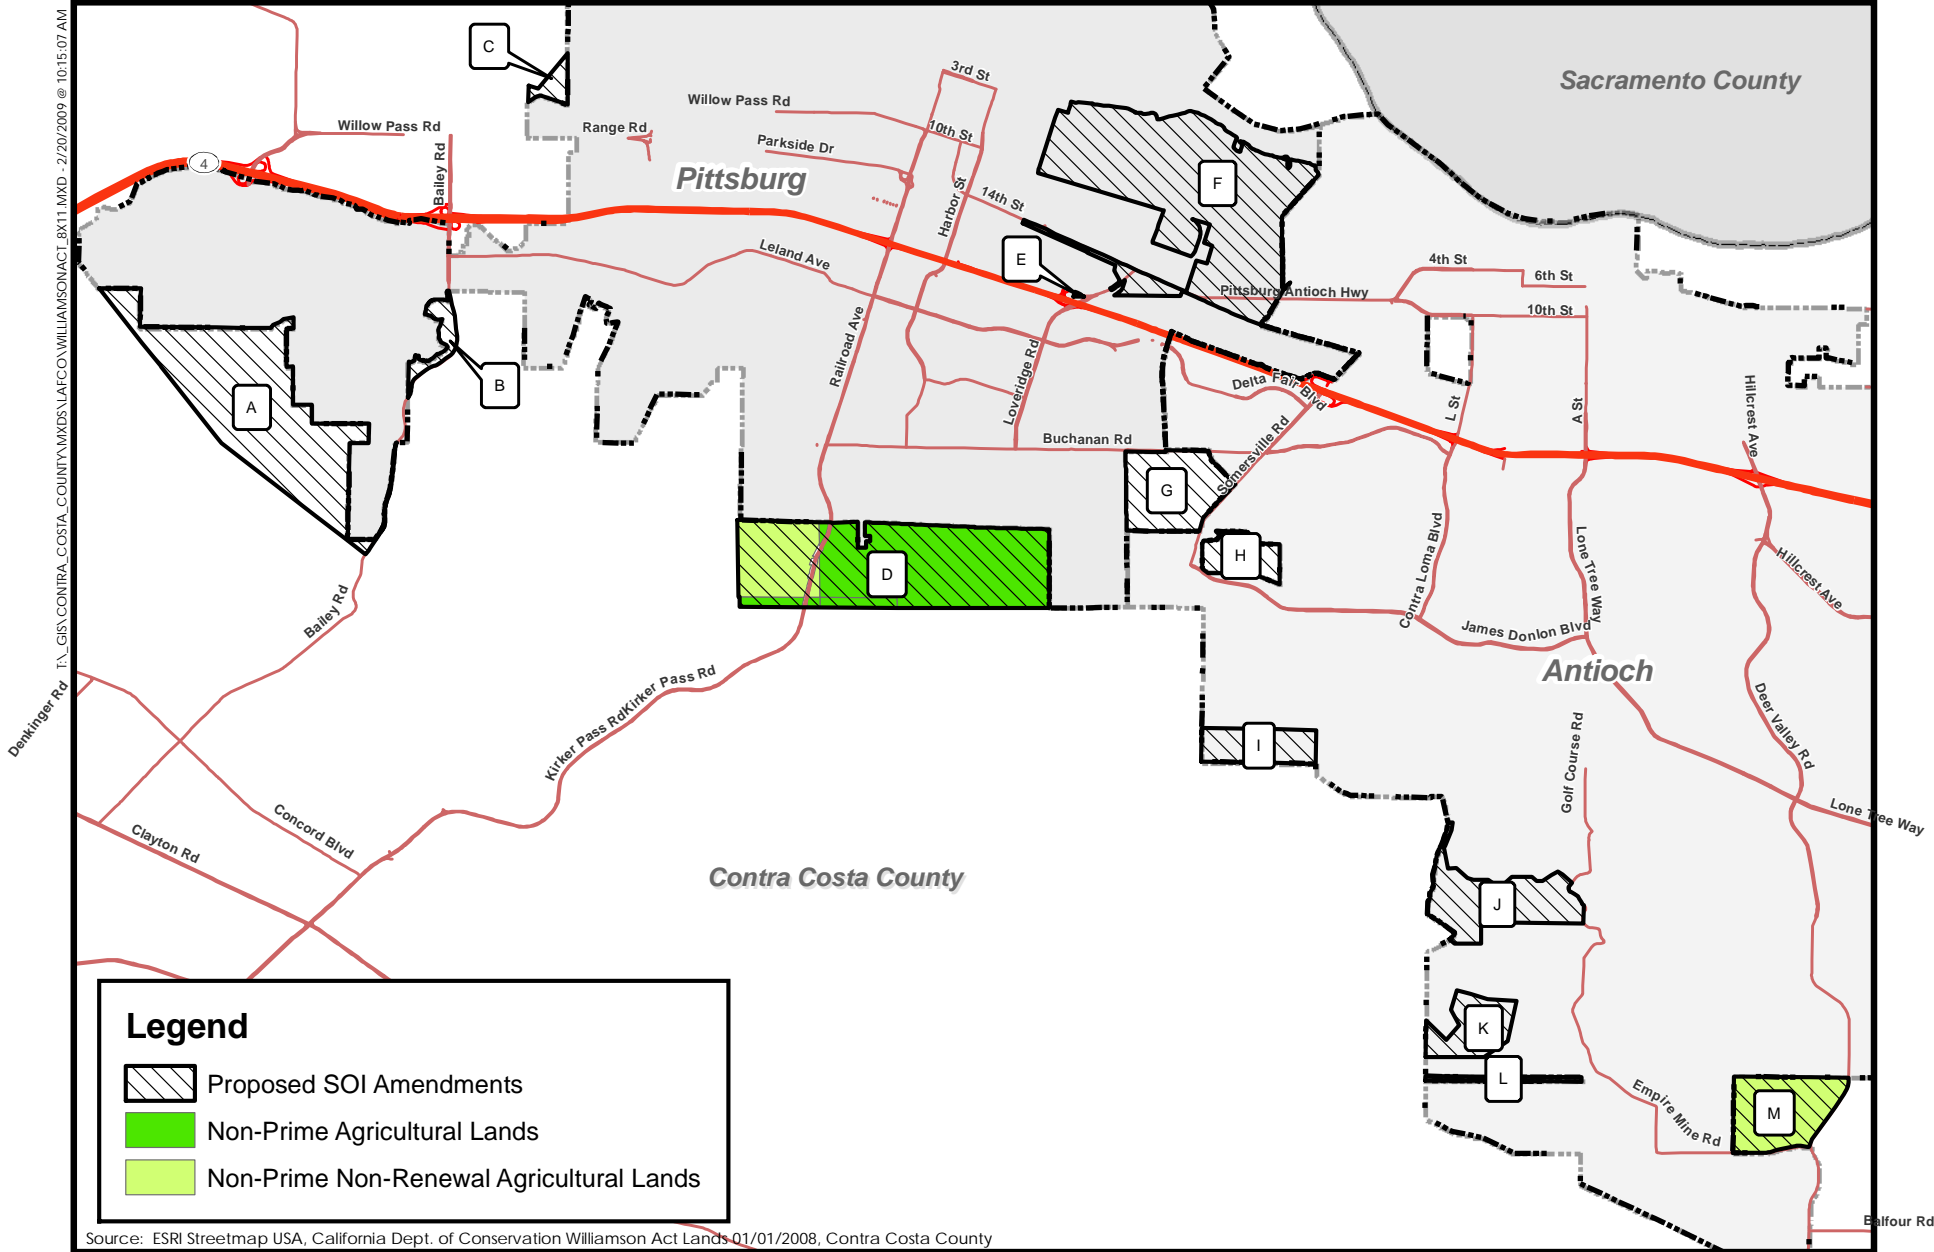 T:\_GIS\CONTRA_COSTA_COUNTY\MXDS\LAFCO\WILLIAMSONACT_8X11.MXD - 2/20/2009 @ 10:15:07 AM
C
3rd St
Sacramento County
Willow Pass Rd
Willow Pass Rd
10th St
Range Rd
Parkside Dr
4
Bailey Rd
Pittsburg
F
14th St
Harbor St
E
Leland Ave
4th St
6th St
Pittsburg Antioch Hwy
10th St
Railroad Ave
Loveridge Rd
B
A
Delta Fair Blvd
L St
A St
Hillcrest Ave
Buchanan Rd
Somersville Rd
G
H
D
Contra Loma Blvd
Lone Tree Way
Hillcrest Ave
Bailey Rd
James Donlon Blvd
Antioch
Denkinger Rd
Kirker Pass Rd
Kirker Pass Rd
Deer Valley Rd
I
Golf Course Rd
Concord Blvd
Clayton Rd
Lone Tree Way
Contra Costa County
J
K
L
Empire Mine Rd
M
Balfour Rd
Legend
Proposed SOI Amendments
Non-Prime Agricultural Lands
Non-Prime Non-Renewal Agricultural Lands
Source:  ESRI Streetmap USA, California Dept. of Conservation Williamson Act Lands 01/01/2008, Contra Costa County